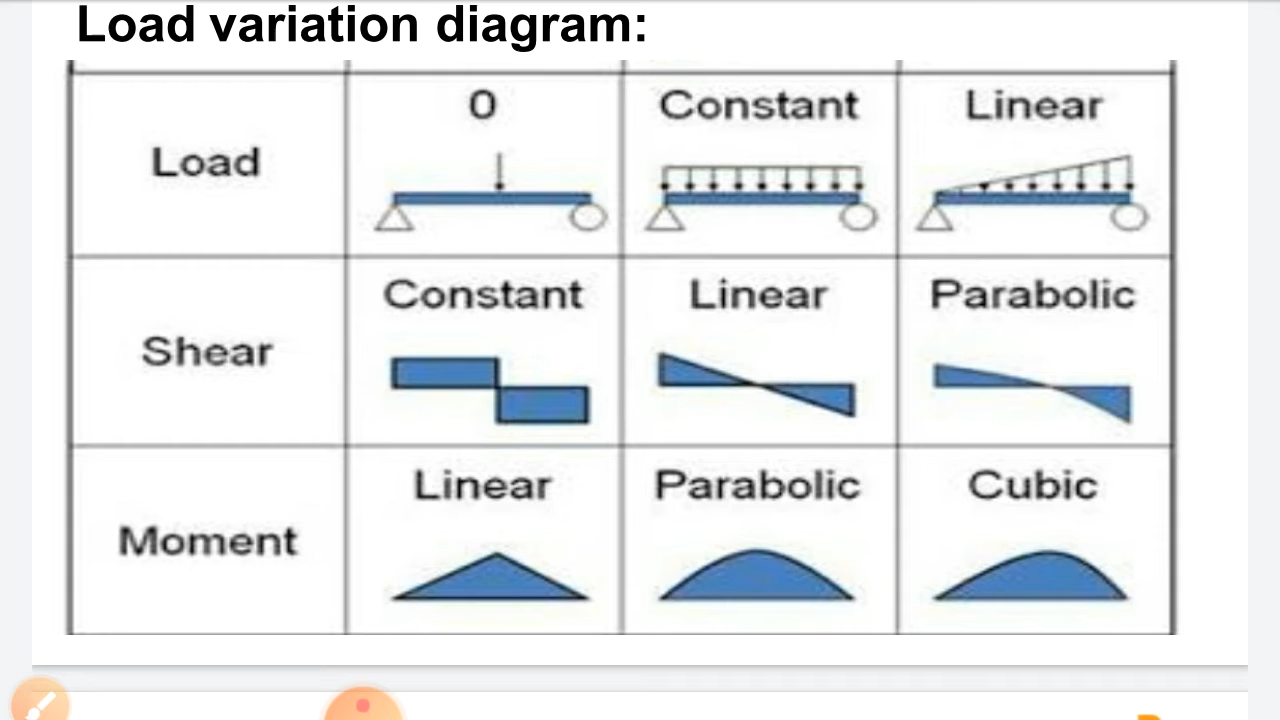 Load variation diagram:
Load
0
Constant
Linear
Shear
Constant
Linear
Parabolic
Moment
Linear
Parabolic
Cubic